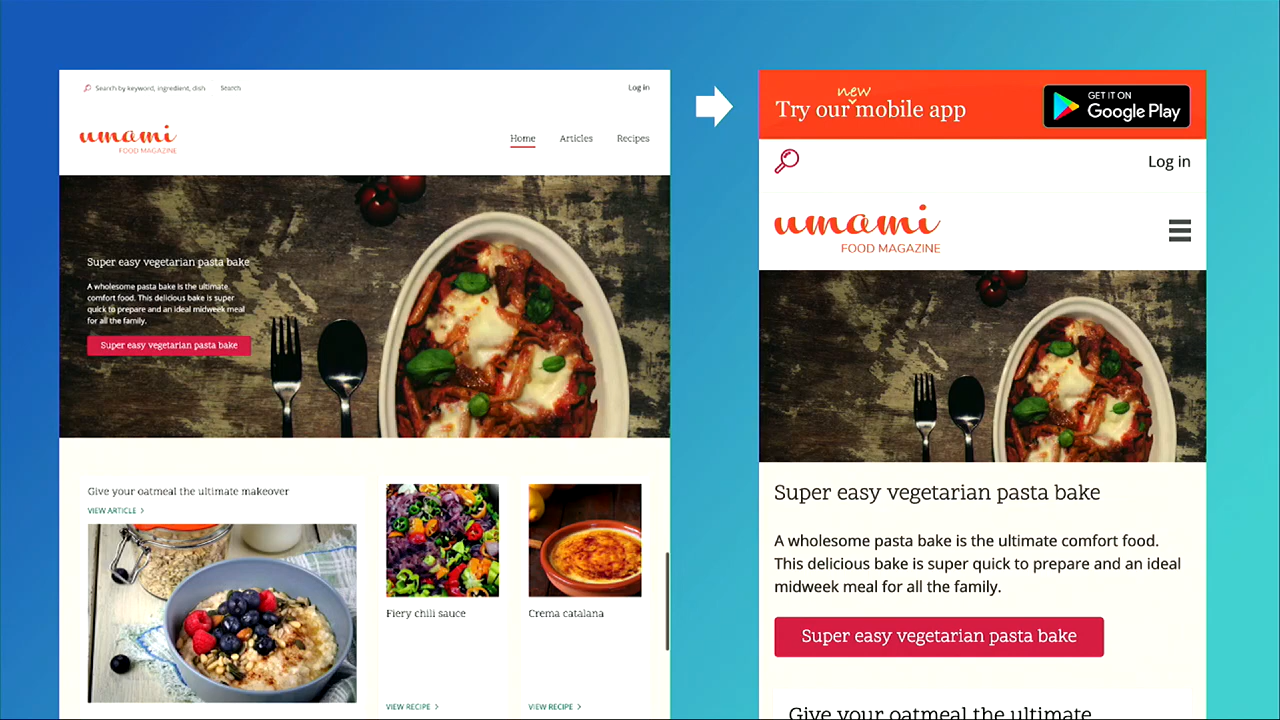 Search by keyword, ingredient, dish
Search
Log in
umami
FOOD MAGAZINE
Home
Articles
Recipes
Super easy vegetarian pasta bake
A wholesome pasta bake is the ultimate
comfort food. This delicious bake is super
quick to prepare and an ideal midweek meal
for all the family.
Super easy vegetarian pasta bake
Give your oatmeal the ultimate makeover
VIEW ARTICLE
Fiery chili sauce
VIEW RECIPE
Crema catalana
VIEW RECIPE
new
Try our mobile app
GET IT ON
Google Play
Log in
umami
FOOD MAGAZINE
Super easy vegetarian pasta bake
A wholesome pasta bake is the ultimate comfort food.
This delicious bake is super quick to prepare and an ideal
midweek meal for all the family.
Super easy vegetarian pasta bake
Give your oatmeal the ultimate